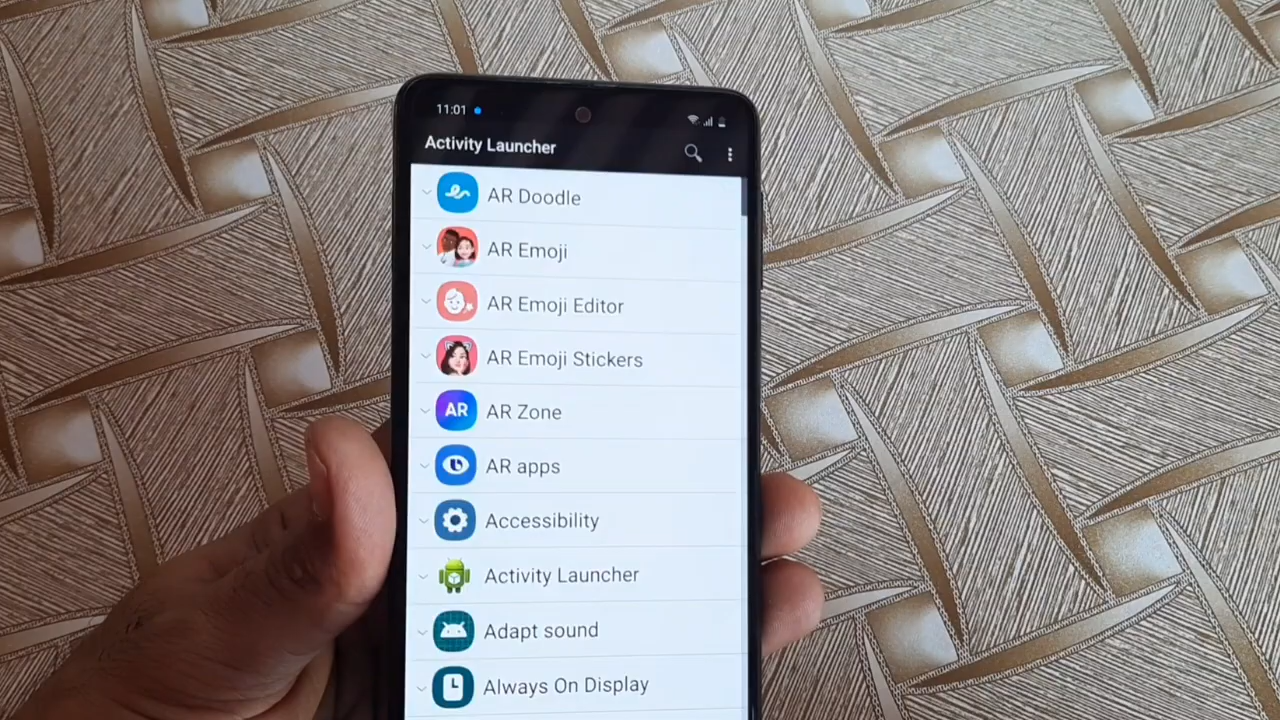 11:01
Activity Launcher
AR Doodle
AR Emoji
AR Emoji Editor
AR Emoji Stickers
AR
AR Zone
AR apps
Accessibility
Activity Launcher
Adapt sound
Always On Display